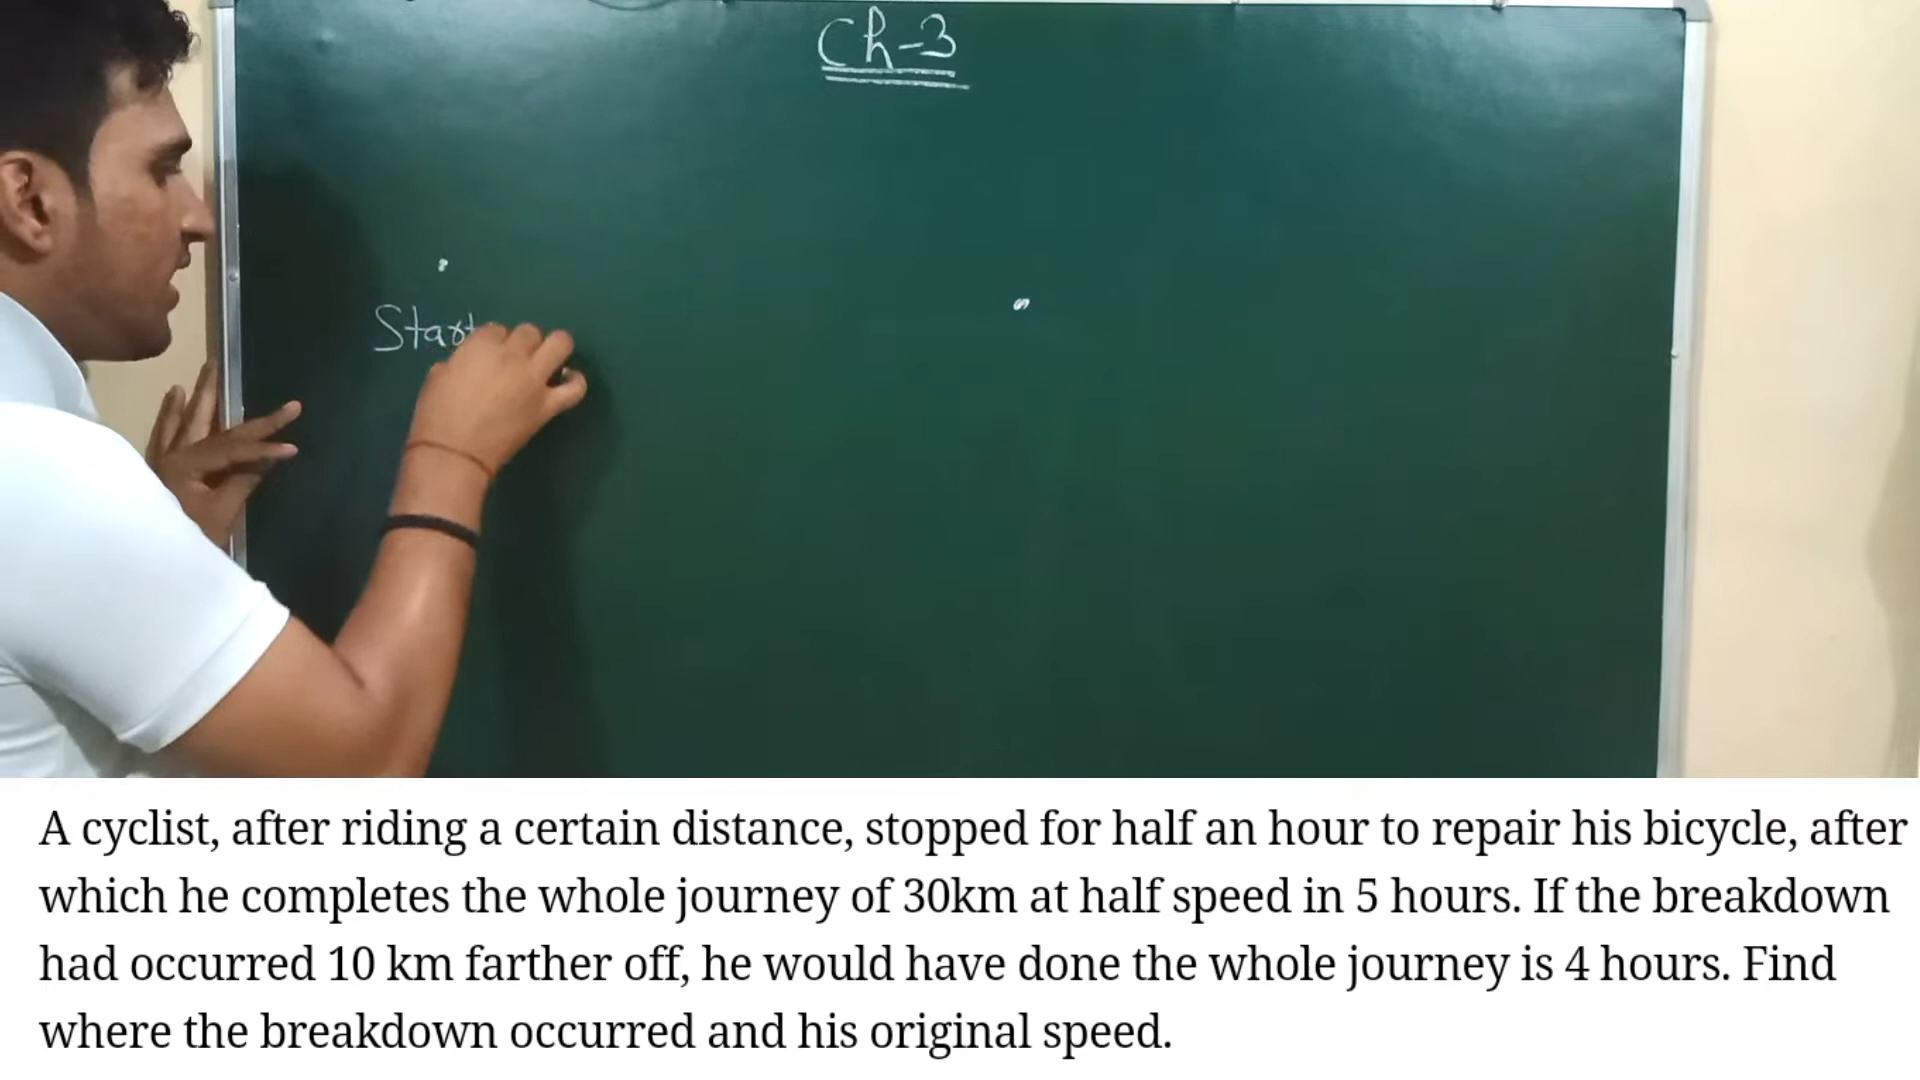 Ch-3
Start
A cyclist, after riding a certain distance, stopped for half an hour to repair his bicycle, after
which he completes the whole journey of 30km at half speed in 5 hours. If the breakdown
had occurred 10 km farther off, he would have done the whole journey is 4 hours. Find
where the breakdown occurred and his original speed.